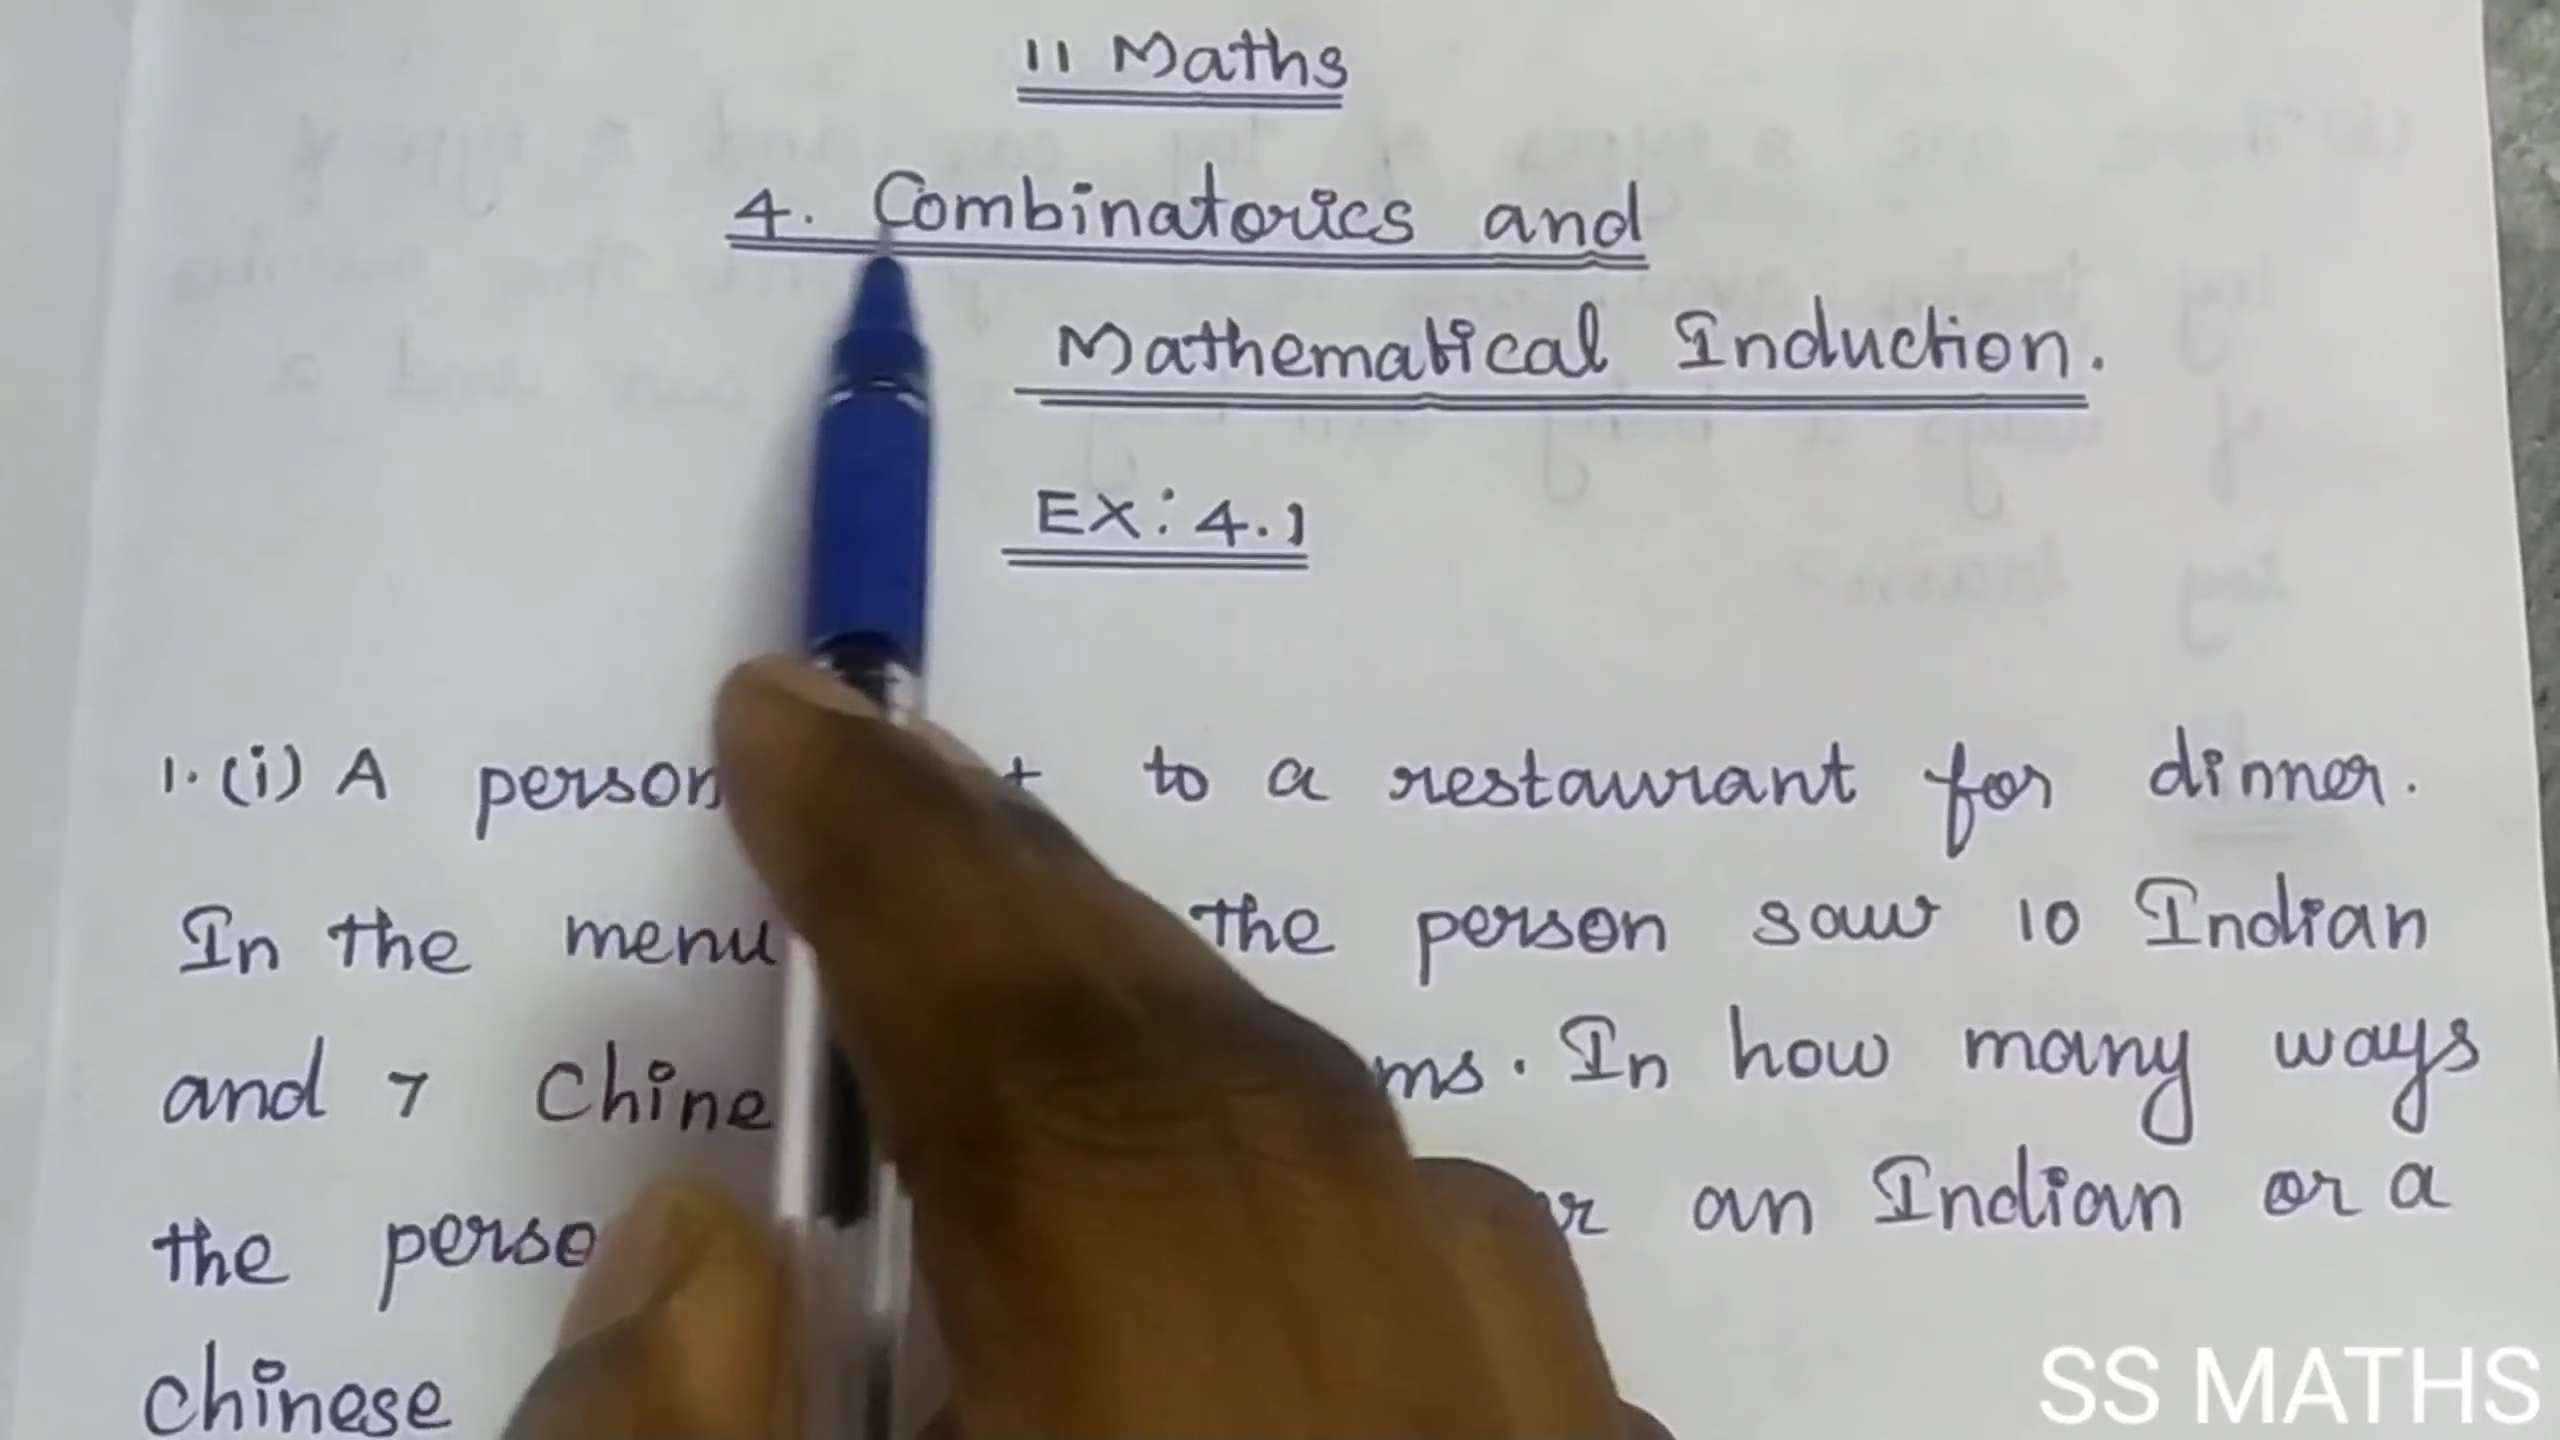 11 Maths
4. Combinatorics and
Mathematical Induction.
EX: 4.1
1. (i) A person to a restaurant for dinner.
In the menu the person saw 10 Indian
and 7 Chine ms. In how many ways
the perso an Indian or a
Chinese
SS MATHS